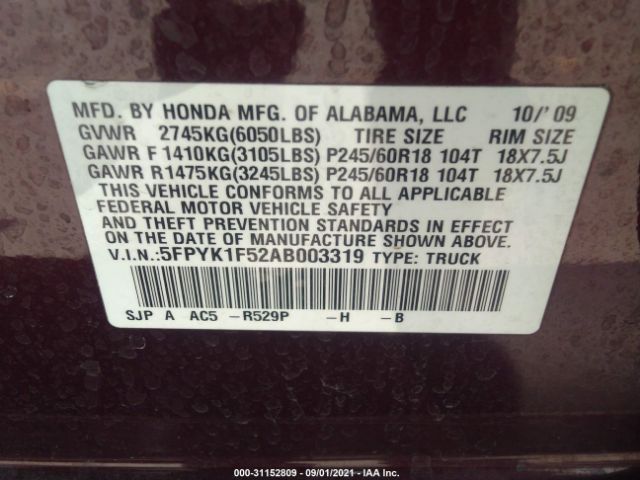 MFD. BY HONDA MFG. OF ALABAMA, LLC 10/'09
GVWR 2745KG(6050LBS) TIRE SIZE RIM SIZE
GAWR F 1410KG(3105LBS) P245/60R18 104T 18X7.5J
GAWR R1475KG(3245LBS) P245/60R18 104T 18X7.5J
THIS VEHICLE CONFORMS TO ALL APPLICABLE
FEDERAL MOTOR VEHICLE SAFETY
AND THEFT PREVENTION STANDARDS IN EFFECT
ON THE DATE OF MANUFACTURE SHOWN ABOVE.
V.I.N.:5FPYK1F52AB003319 TYPE: TRUCK
SJP A AC5 -R529P -H -B
000-31152809 - 09/01/2021 - IAA Inc.